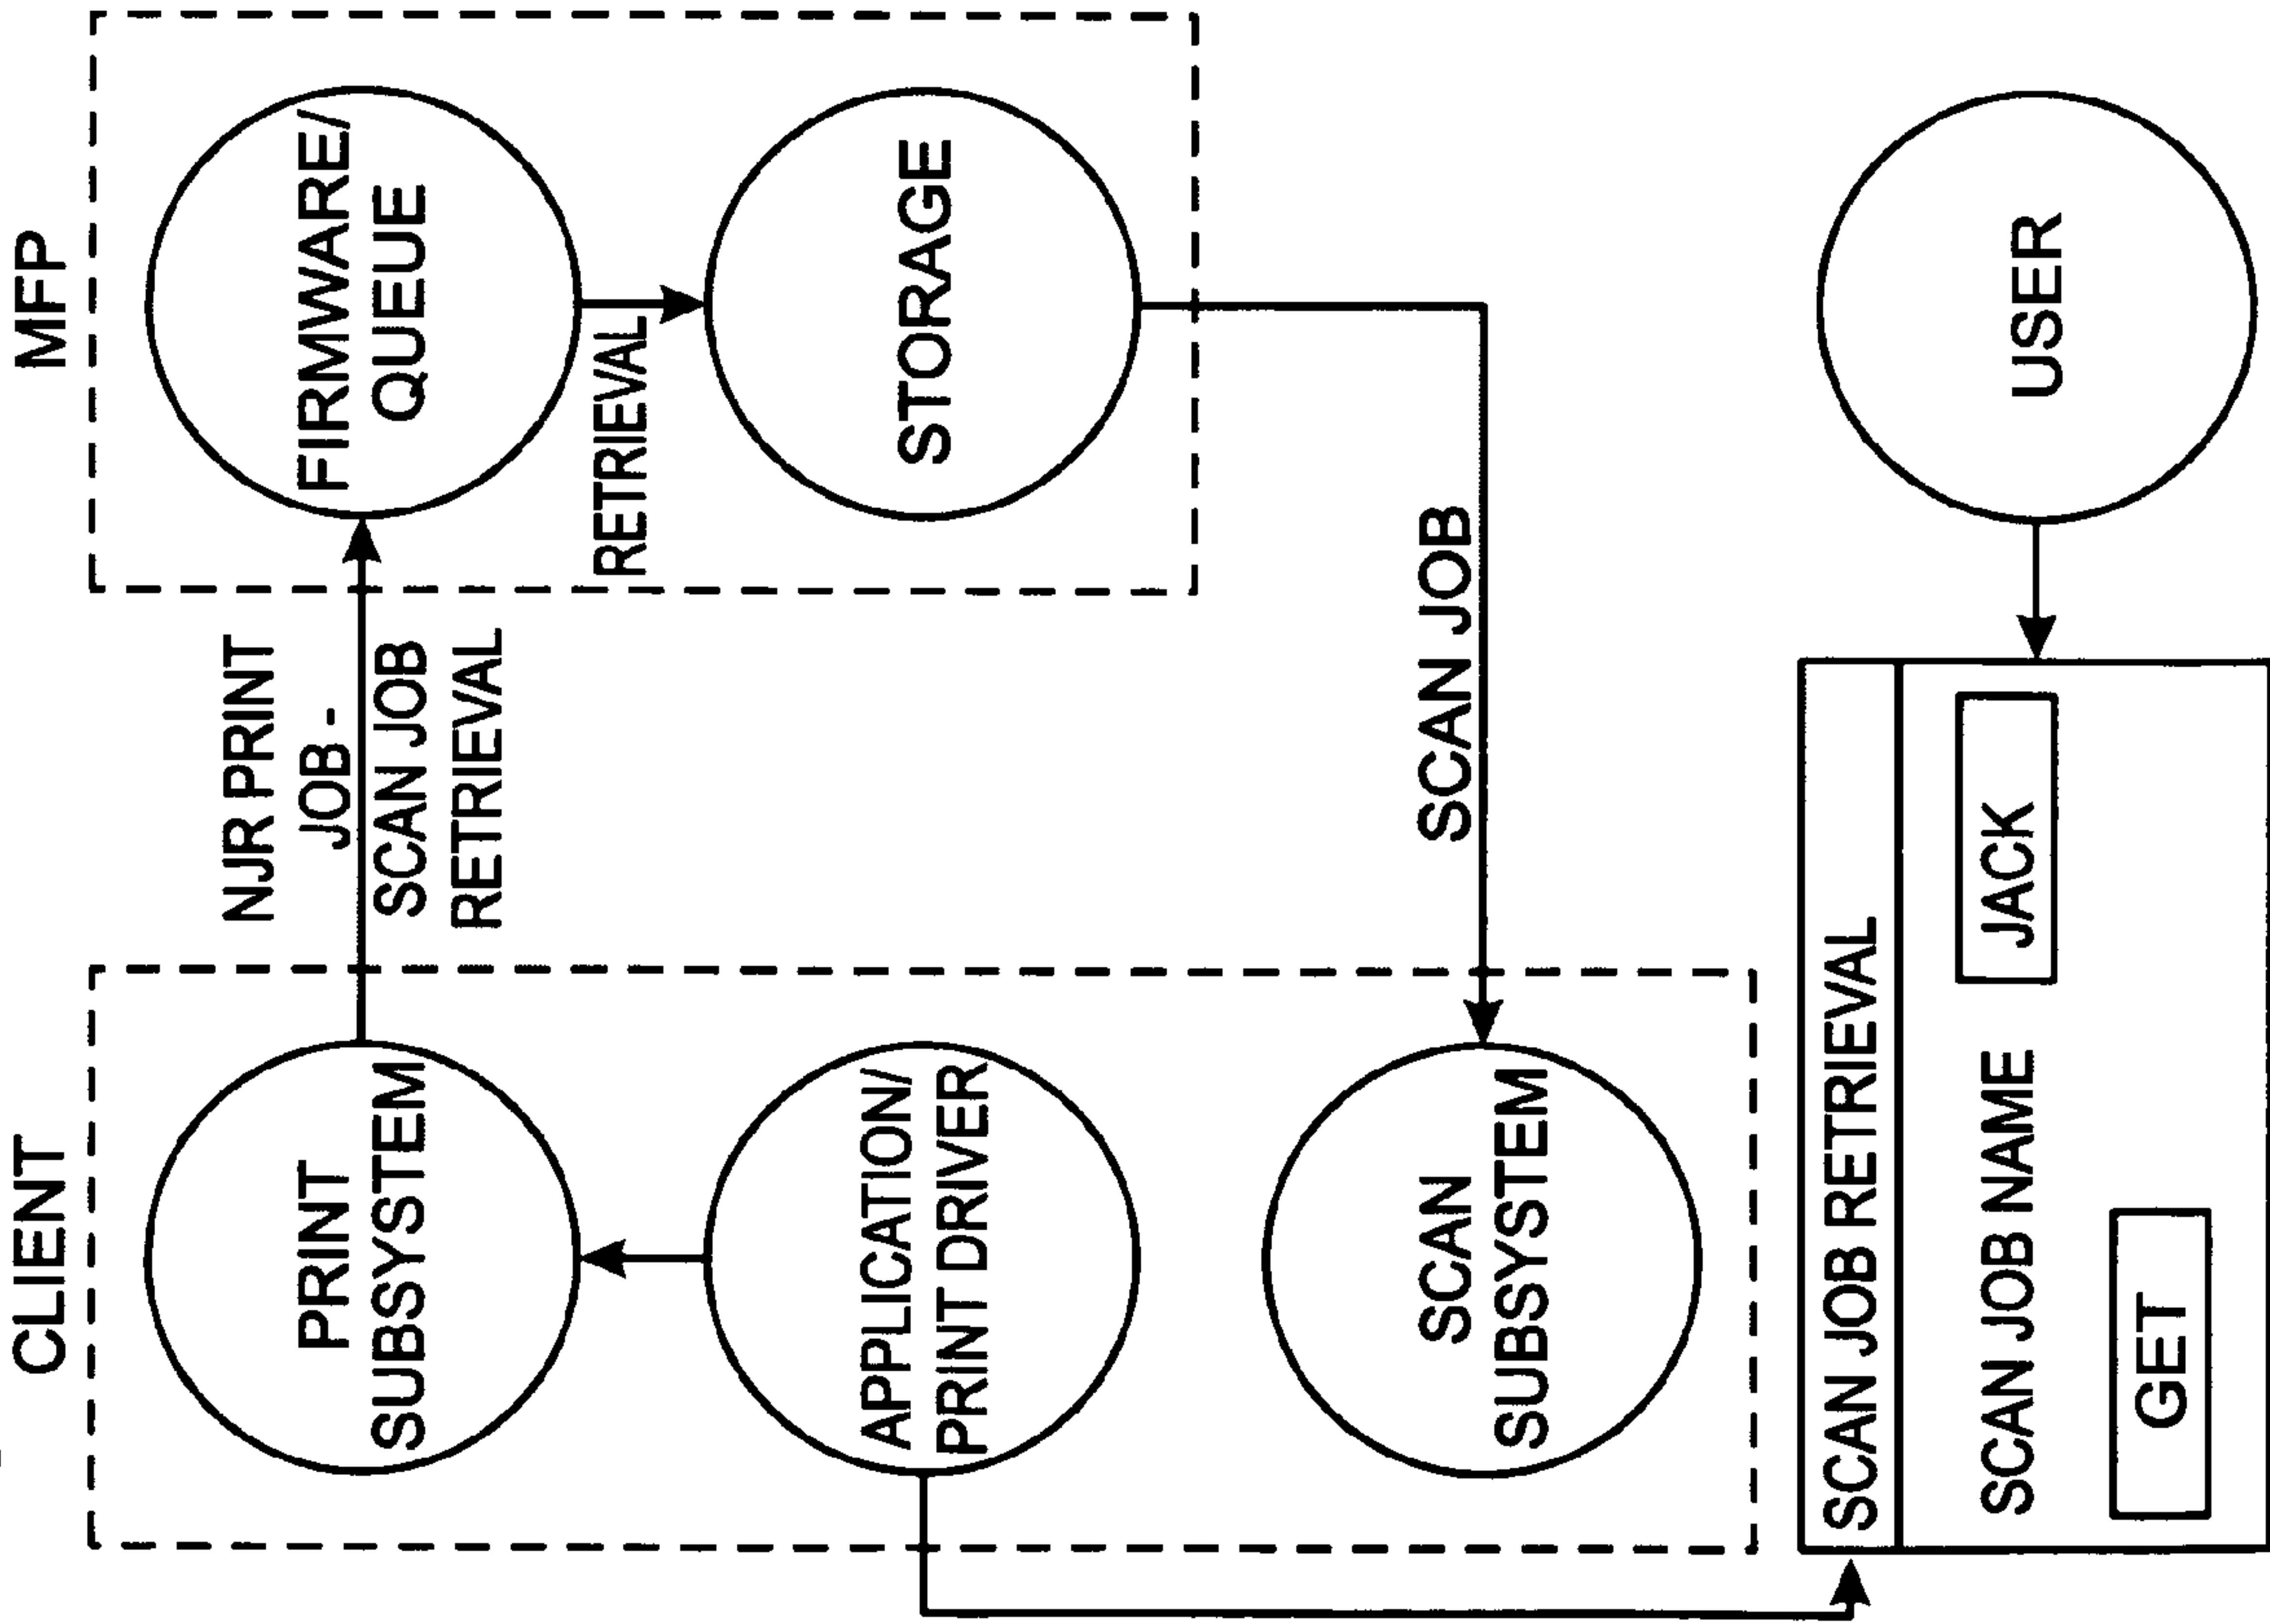 CLIENT
MFP
PRINT
SUBSYSTEM
NJR PRINT
JOB -
SCAN JOB
RETRIEVAL
FIRMWARE/
QUEUE
RETRIEVAL
APPLICATION/
PRINT DRIVER
STORAGE
SCAN JOB
SCAN
SUBSYSTEM
SCAN JOB RETRIEVAL
SCAN JOB NAME
JACK
GET
USER